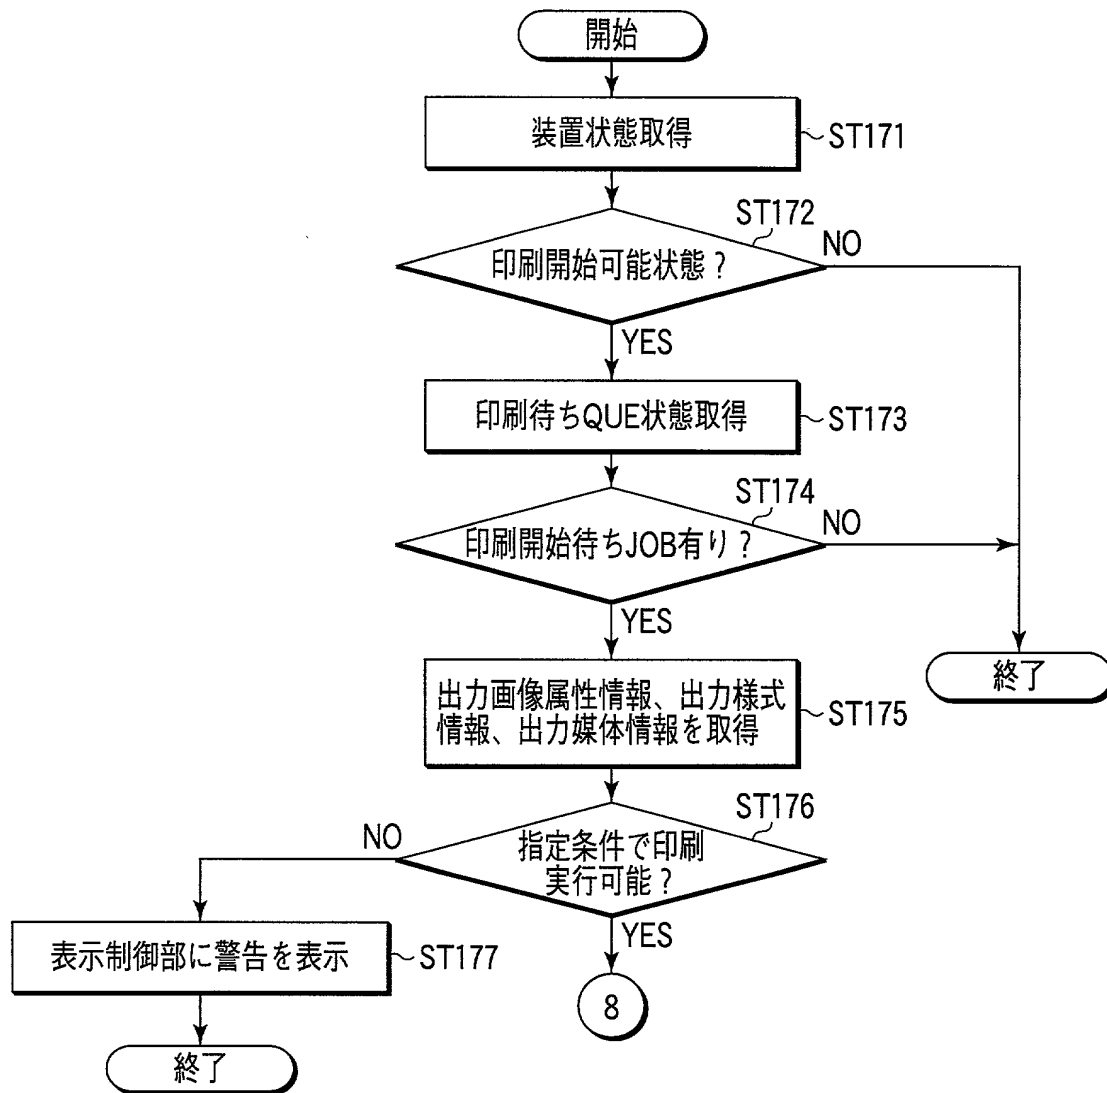 開始
装置状態取得
ST171
ST172
印刷開始可能状態?
NO
YES
印刷待ちQUE状態取得
ST173
ST174
印刷開始待ちJOB有り?
NO
YES
終了
出力画像属性情報、出力様式
情報、出力媒体情報を取得
ST175
ST176
指定条件で印刷
実行可能?
NO
YES
表示制御部に警告を表示
ST177
8
終了